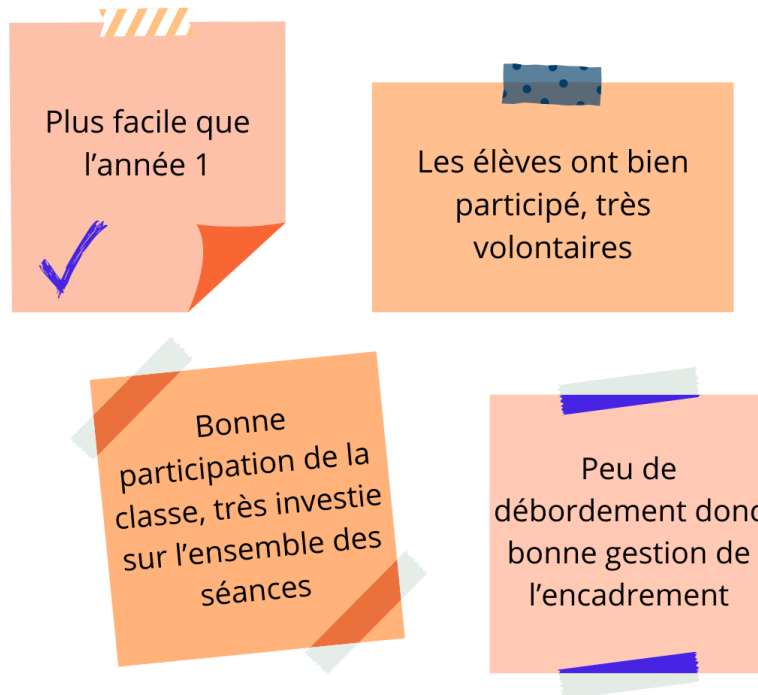 Plus facile que
l'année 1
Les élèves ont bien
participé, très
volontaires
Bonne
participation de la
classe, très investie
sur l'ensemble des
séances
Peu de
débordement donc
bonne gestion de
l'encadrement